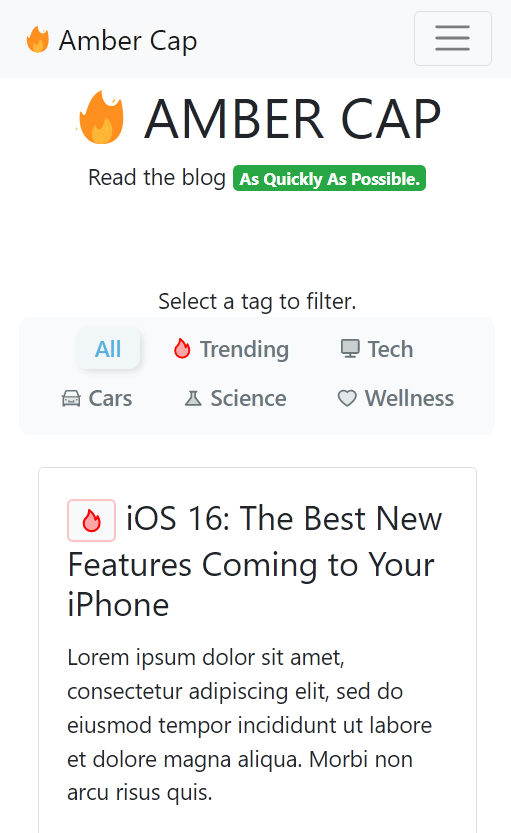 Amber Cap
AMBER CAP
Read the blog As Quickly As Possible.
Select a tag to filter.
All Trending Tech
Cars Science Wellness
iOS 16: The Best New
Features Coming to Your
iPhone
Lorem ipsum dolor sit amet,
consectetur adipiscing elit, sed do
eiusmod tempor incididunt ut labore
et dolore magna aliqua. Morbi non
arcu risus quis.